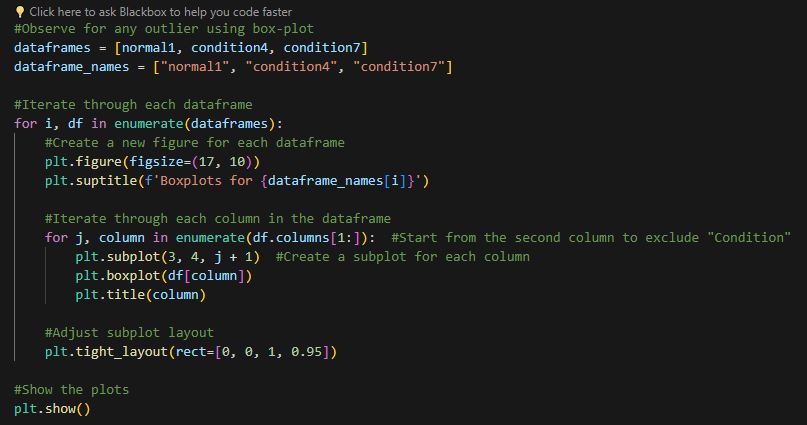 💡 Click here to ask Blackbox to help you code faster
#Observe for any outlier using box-plot
dataframes = [normal1, condition4, condition7]
dataframe_names = ["normal1", "condition4", "condition7"]

#Iterate through each dataframe
for i, df in enumerate(dataframes):
    #Create a new figure for each dataframe
    plt.figure(figsize=(17, 10))
    plt.suptitle(f'Boxplots for {dataframe_names[i]}')

    #Iterate through each column in the dataframe
    for j, column in enumerate(df.columns[1:]):  #Start from the second column to exclude "Condition"
        plt.subplot(3, 4, j + 1)  #Create a subplot for each column
        plt.boxplot(df[column])
        plt.title(column)

    #Adjust subplot layout
    plt.tight_layout(rect=[0, 0, 1, 0.95])

#Show the plots
plt.show()